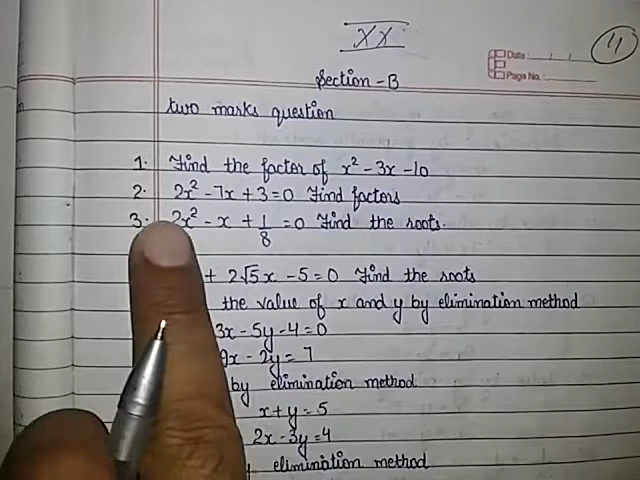 XX
4
Date : / /
Page No. :
Section - B
two marks question
1. Find the factor of x² - 3x - 10
2. 2x² - 7x + 3 = 0 Find factors
3. 2x² - x + 1/8 = 0 Find the roots.
+ 2√5x - 5 = 0 Find the roots
the value of x and y by elimination method
3x - 5y - 4 = 0
9x - 2y = 7
by elimination method
x + y = 5
2x - 3y = 4
elimination method